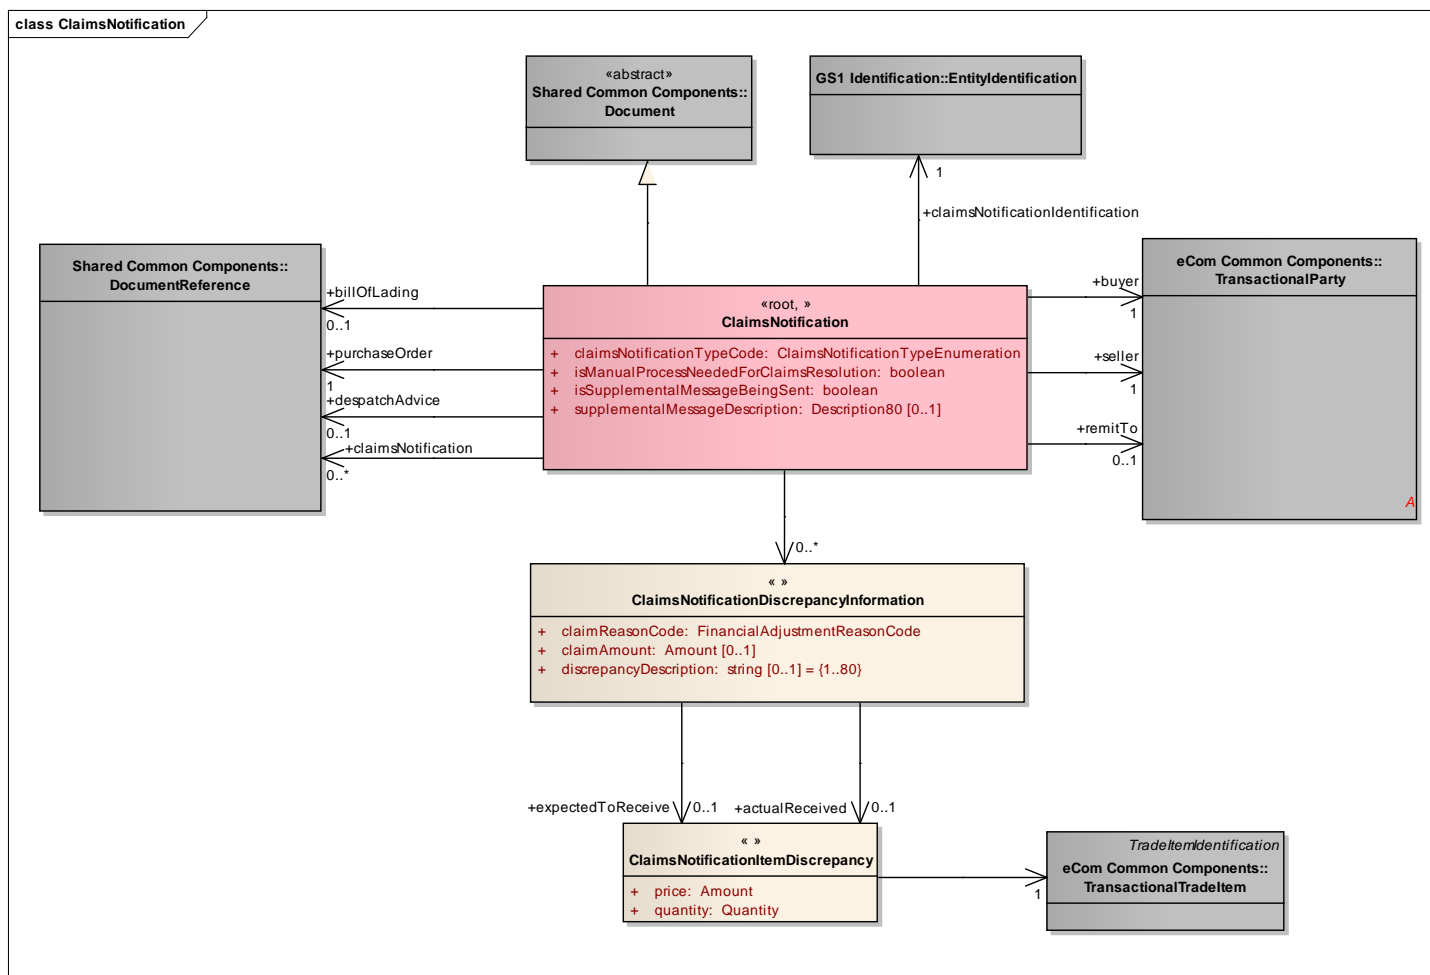 class ClaimsNotification
«abstract»
Shared Common Components::
Document
GS1 Identification::EntityIdentification
1
+claimsNotificationIdentification
Shared Common Components::
DocumentReference
+billOfLading
0..1
+purchaseOrder
1
+despatchAdvice
0..1
+claimsNotification
0..*
«root, »
ClaimsNotification
+ claimsNotificationTypeCode: ClaimsNotificationTypeEnumeration
+ isManualProcessNeededForClaimsResolution: boolean
+ isSupplementalMessageBeingSent: boolean
+ supplementalMessageDescription: Description80 [0..1]
+buyer
1
+seller
1
+remitTo
0..1
eCom Common Components::
TransactionalParty
A
0..*
« »
ClaimsNotificationDiscrepancyInformation
+ claimReasonCode: FinancialAdjustmentReasonCode
+ claimAmount: Amount [0..1]
+ discrepancyDescription: string [0..1] = {1..80}
+expectedToReceive 0..1
+actualReceived 0..1
« »
ClaimsNotificationItemDiscrepancy
+ price: Amount
+ quantity: Quantity
1
TradeItemIdentification
eCom Common Components::
TransactionalTradeItem